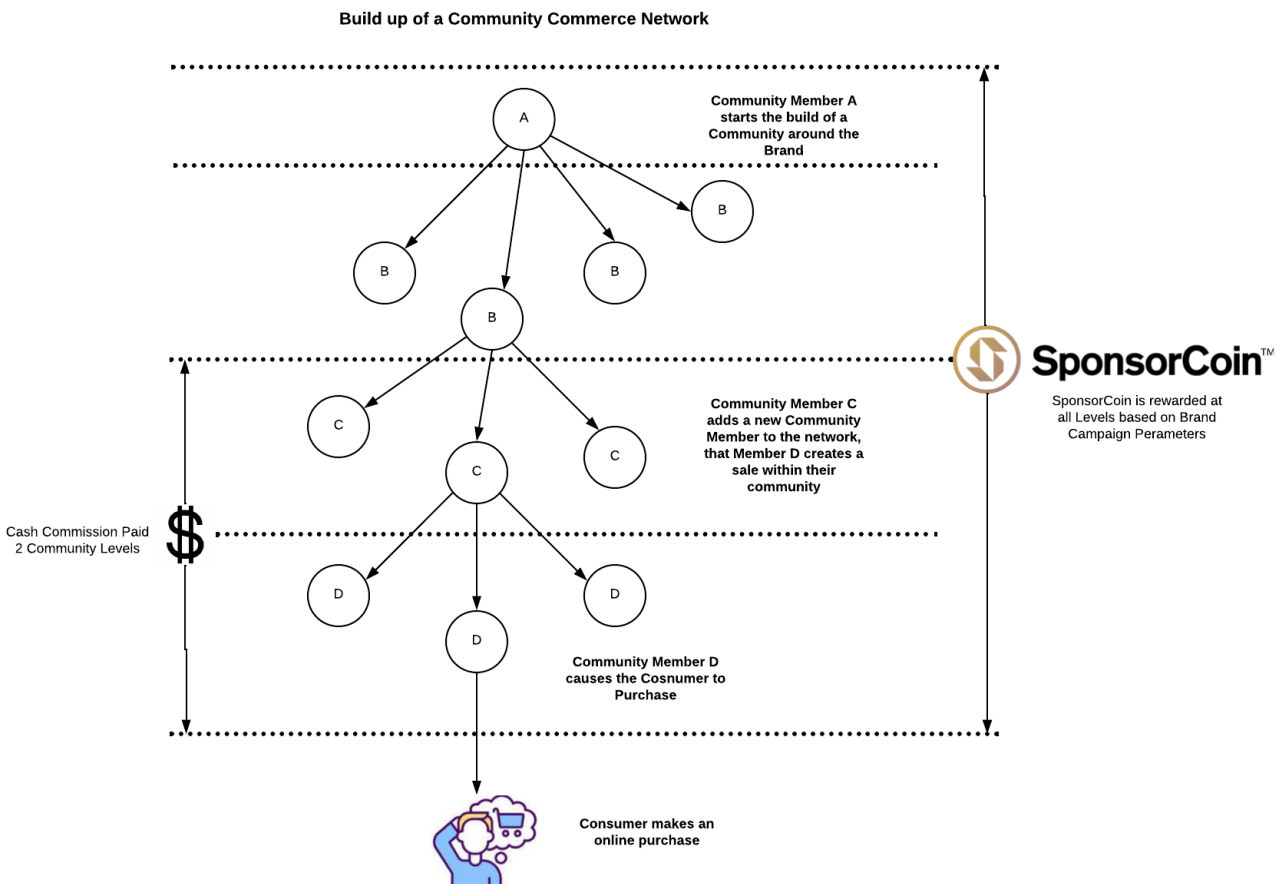 Build up of a Community Commerce Network
A
Community Member A
starts the build of a
Community around the
Brand
B
B
B
B
SponsorCoin™
SponsorCoin is rewarded at
all Levels based on Brand
Campaign Perameters
C
Community Member C
adds a new Community
Member to the network,
that Member D creates a
sale within their
community
C
C
Cash Commission Paid
2 Community Levels
$
D
D
D
Community Member D
causes the Cosnumer to
Purchase
Consumer makes an
online purchase